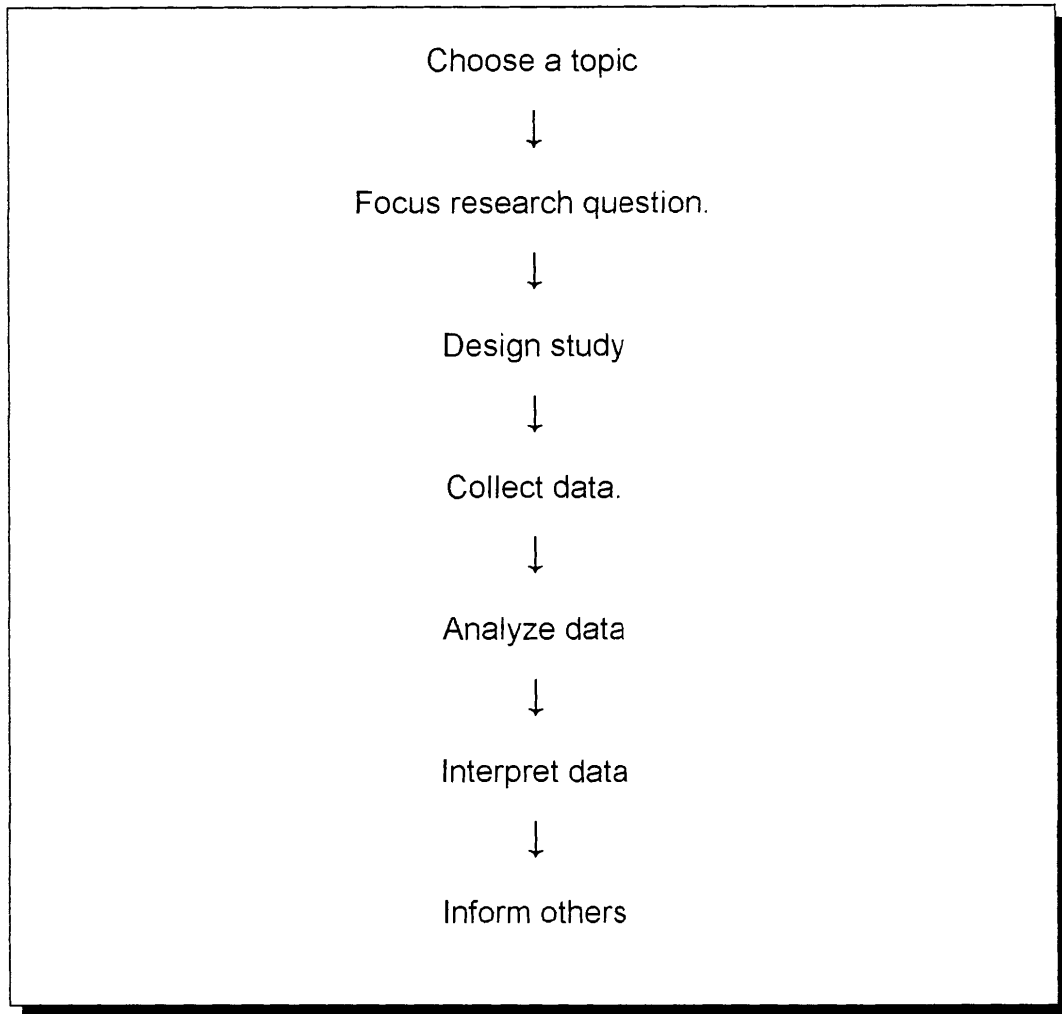 Choose a topic
↓
Focus research question.
↓
Design study
↓
Collect data.
↓
Analyze data
↓
Interpret data
↓
Inform others